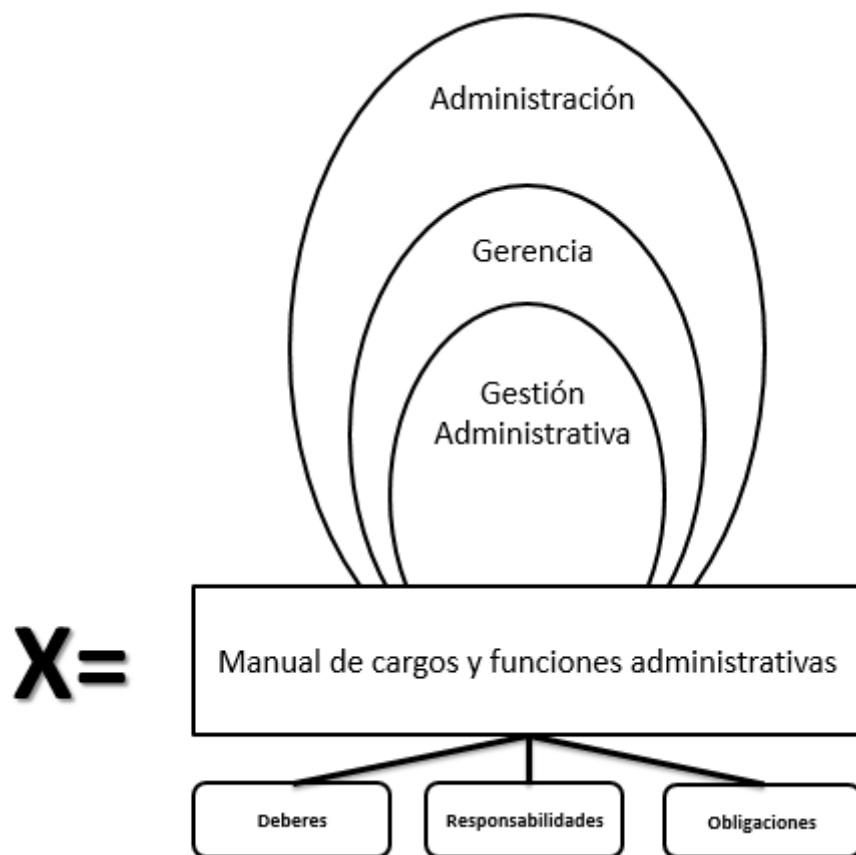 Administración
Gerencia
Gestión
Administrativa
X=
Manual de cargos y funciones administrativas
Deberes
Responsabilidades
Obligaciones